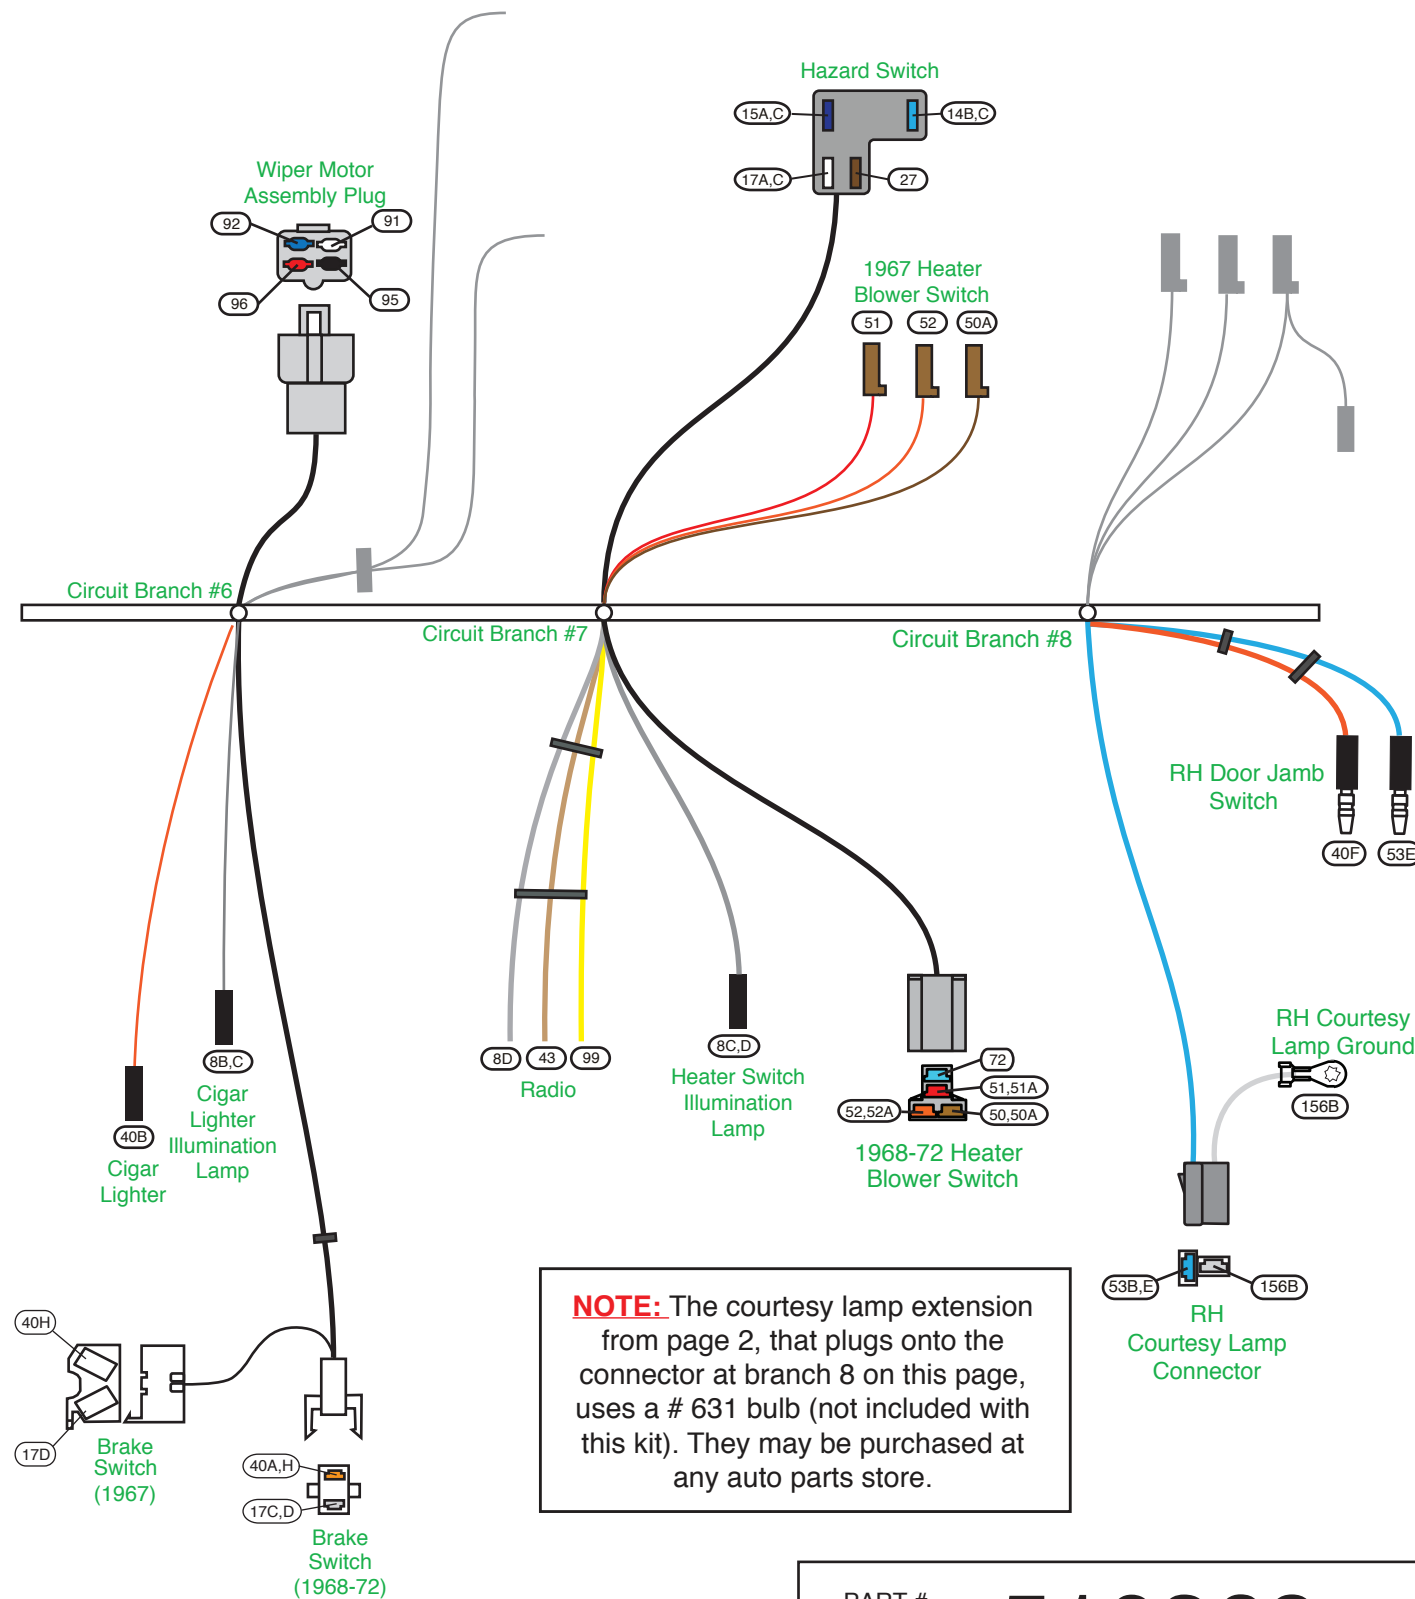 Hazard Switch
15A,C
14B,C
17A,C
27
Wiper Motor
Assembly Plug
92
91
96
95
1967 Heater
Blower Switch
51
52
50A
Circuit Branch #6
Circuit Branch #7
Circuit Branch #8
RH Door Jamb
Switch
40F
53E
8B,C
Cigar
Lighter
Illumination
Lamp
40B
Cigar
Lighter
8D
43
99
Radio
8C,D
Heater Switch
Illumination
Lamp
72
51,51A
52,52A
50,50A
1968-72 Heater
Blower Switch
RH Courtesy
Lamp Ground
156B
53B,E
156B
RH
Courtesy Lamp
Connector
40H
17D
Brake
Switch
(1967)
40A,H
17C,D
Brake
Switch
(1968-72)
NOTE: The courtesy lamp extension
from page 2, that plugs onto the
connector at branch 8 on this page,
uses a # 631 bulb (not included with
this kit). They may be purchased at
any auto parts store.
PART #